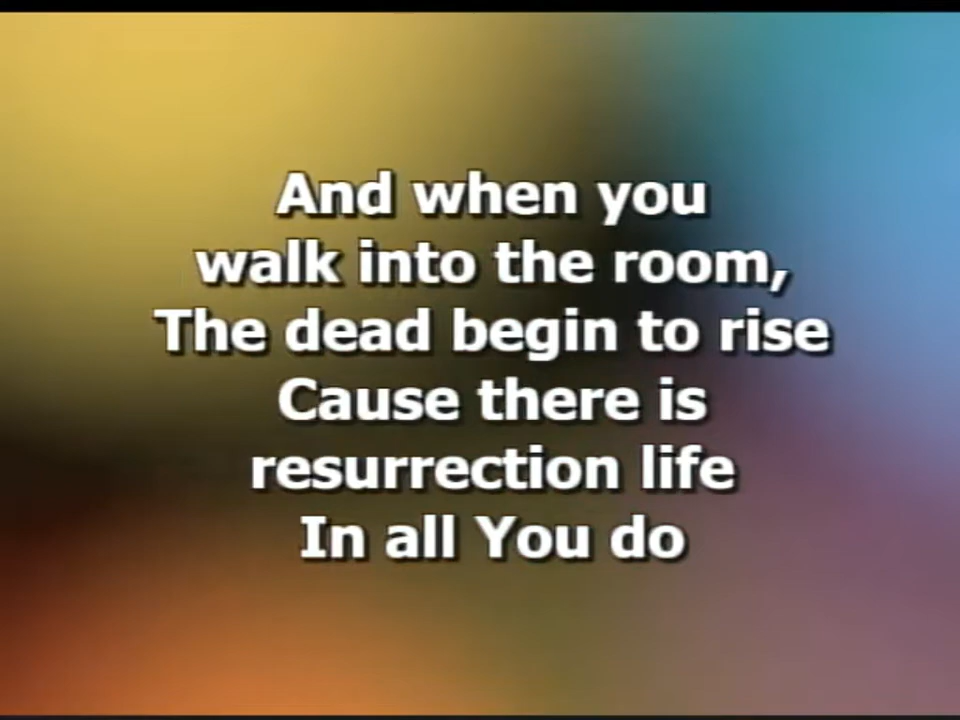 And when you
walk into the room,
The dead begin to rise
Cause there is
resurrection life
In all You do